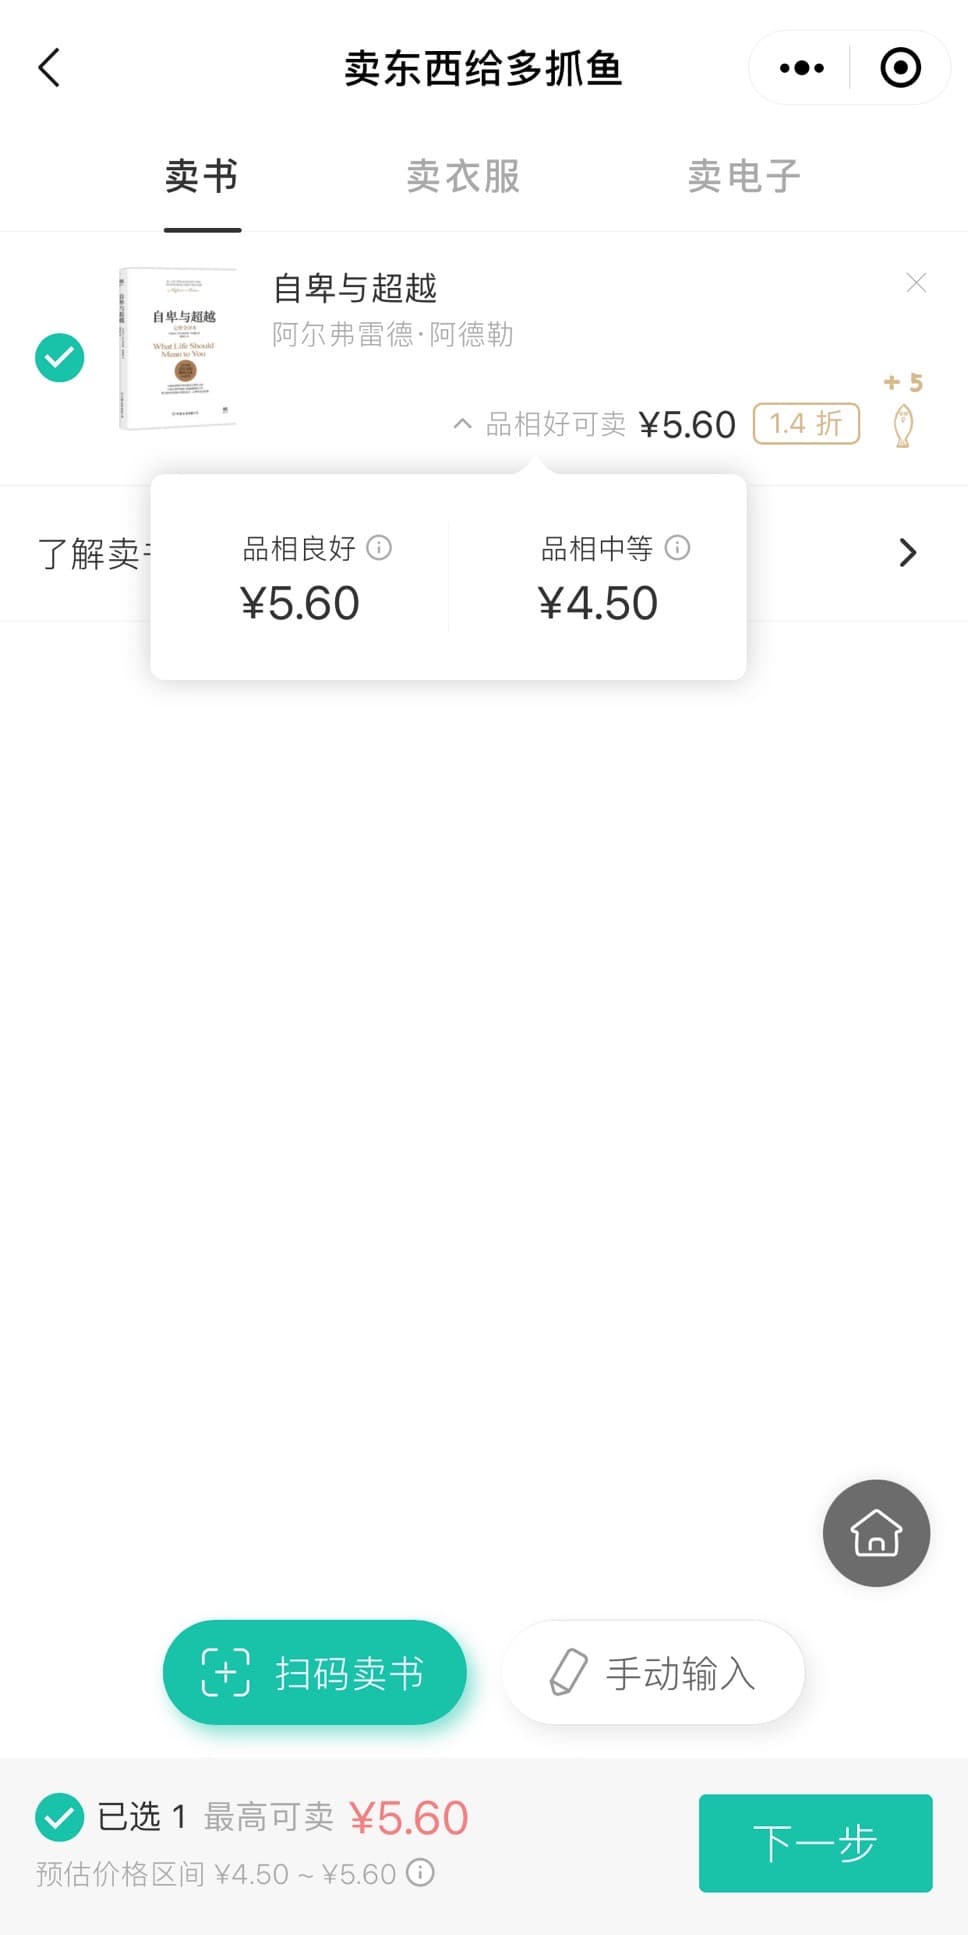 卖东西给多抓鱼
卖书 卖衣服 卖电子
自卑与超越
阿尔弗雷德·阿德勒
自卑与超越
What Life Should
Mean to You
+ 5
品相好可卖 ¥5.60 1.4 折
了解卖
品相良好 品相中等
¥5.60 ¥4.50
扫码卖书 手动输入
已选 1 最高可卖 ¥5.60
预估价格区间 ¥4.50 ~ ¥5.60
下一步